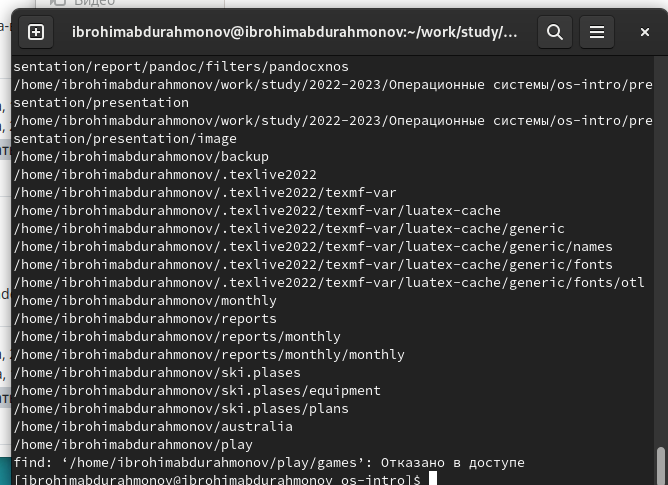 Видео
ibrohimabdurahmonov@ibrohimabdurahmonov:~/work/study/...
sentation/report/pandoc/filters/pandocxnos
/home/ibrohimabdurahmonov/work/study/2022-2023/Операционные системы/os-intro/pre
sentation/presentation
/home/ibrohimabdurahmonov/work/study/2022-2023/Операционные системы/os-intro/pre
sentation/presentation/image
/home/ibrohimabdurahmonov/backup
/home/ibrohimabdurahmonov/.texlive2022
/home/ibrohimabdurahmonov/.texlive2022/texmf-var
/home/ibrohimabdurahmonov/.texlive2022/texmf-var/luatex-cache
/home/ibrohimabdurahmonov/.texlive2022/texmf-var/luatex-cache/generic
/home/ibrohimabdurahmonov/.texlive2022/texmf-var/luatex-cache/generic/names
/home/ibrohimabdurahmonov/.texlive2022/texmf-var/luatex-cache/generic/fonts
/home/ibrohimabdurahmonov/.texlive2022/texmf-var/luatex-cache/generic/fonts/otl
/home/ibrohimabdurahmonov/monthly
/home/ibrohimabdurahmonov/reports
/home/ibrohimabdurahmonov/reports/monthly
/home/ibrohimabdurahmonov/reports/monthly/monthly
/home/ibrohimabdurahmonov/ski.plases
/home/ibrohimabdurahmonov/ski.plases/equipment
/home/ibrohimabdurahmonov/ski.plases/plans
/home/ibrohimabdurahmonov/australia
/home/ibrohimabdurahmonov/play
find: ‘/home/ibrohimabdurahmonov/play/games’: Отказано в доступе
[ibrohimabdurahmonov@ibrohimabdurahmonov os-intro]$